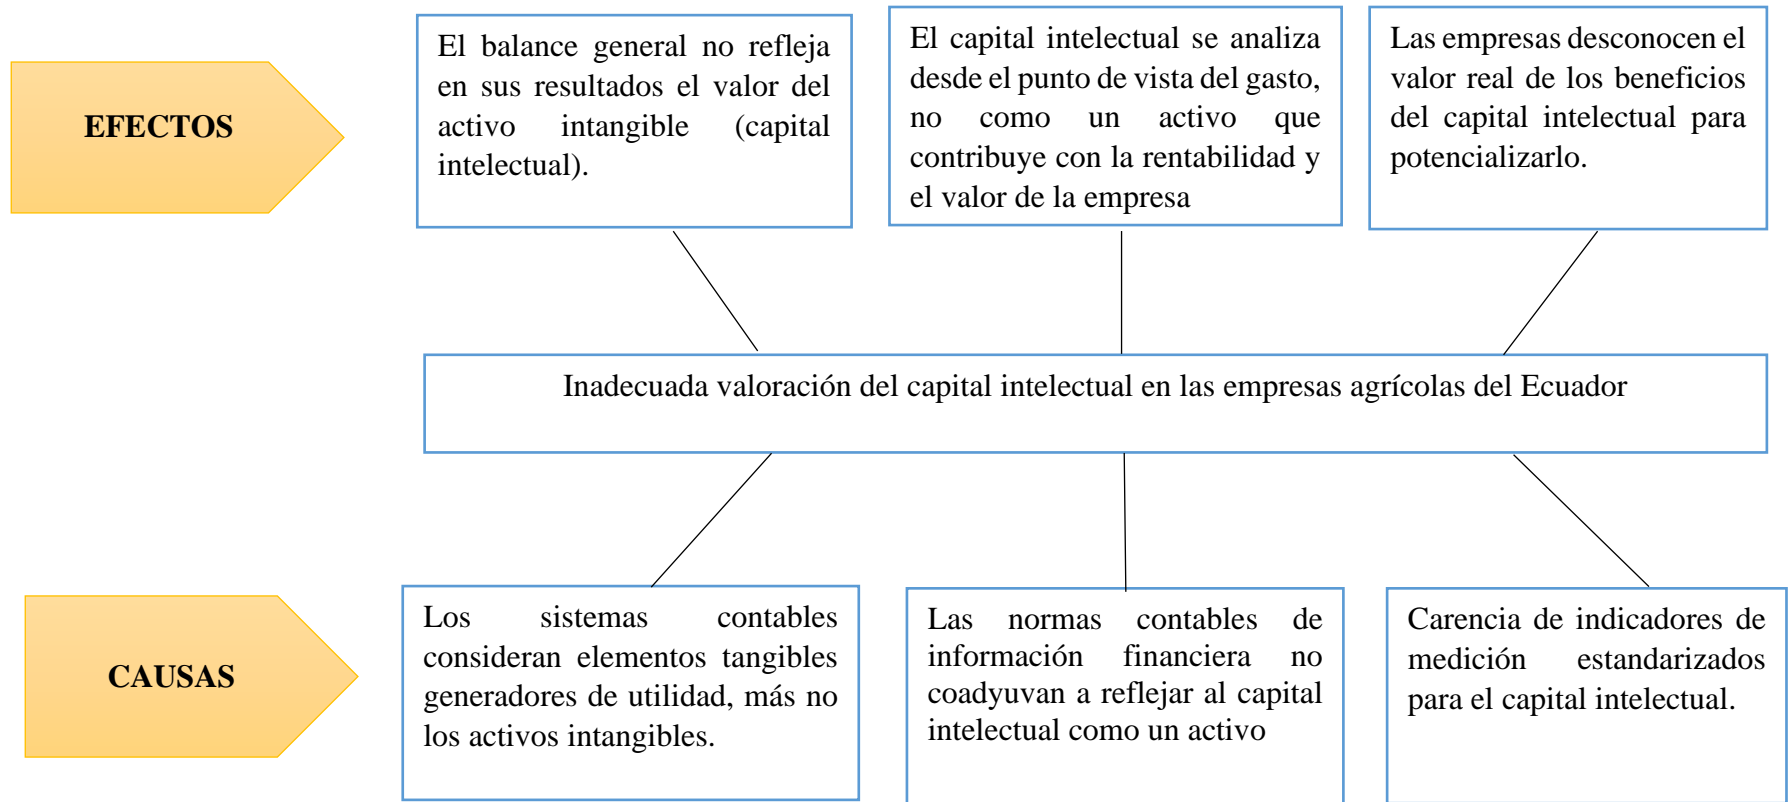 EFECTOS
El balance general no refleja
en sus resultados el valor del
activo intangible (capital
intelectual).
El capital intelectual se analiza
desde el punto de vista del gasto,
no como un activo que
contribuye con la rentabilidad y
el valor de la empresa
Las empresas desconocen el
valor real de los beneficios
del capital intelectual para
potencializarlo.
Inadecuada valoración del capital intelectual en las empresas agrícolas del Ecuador
CAUSAS
Los sistemas contables
consideran elementos tangibles
generadores de utilidad, más no
los activos intangibles.
Las normas contables de
información financiera no
coadyuvan a reflejar al capital
intelectual como un activo
Carencia de indicadores de
medición estandarizados
para el capital intelectual.